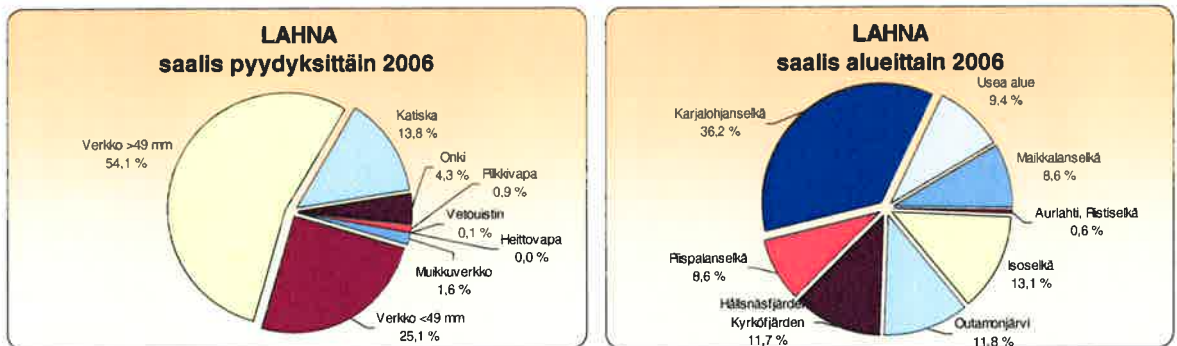 LAHNA
saalis pyydyksittäin 2006
Verkko >49 mm
54,1 %
Katiska
13,8 %
Onki
4,3 %
Pilkkivapa
0,9 %
Vetouistin
0,1 %
Heittovapa
0,0 %
Muikkuverkko
1,6 %
Verkko <49 mm
25,1 %
LAHNA
saalis alueittain 2006
Karjalohjanselkä
36,2 %
Usea alue
9,4 %
Maikkalanselkä
8,6 %
Aurlahti, Ristiselkä
0,6 %
Isoselkä
13,1 %
Outamonjärvi
11,8 %
Hållsnäsfjärden
Kyrköfjärden
11,7 %
Piispalanselkä
8,6 %